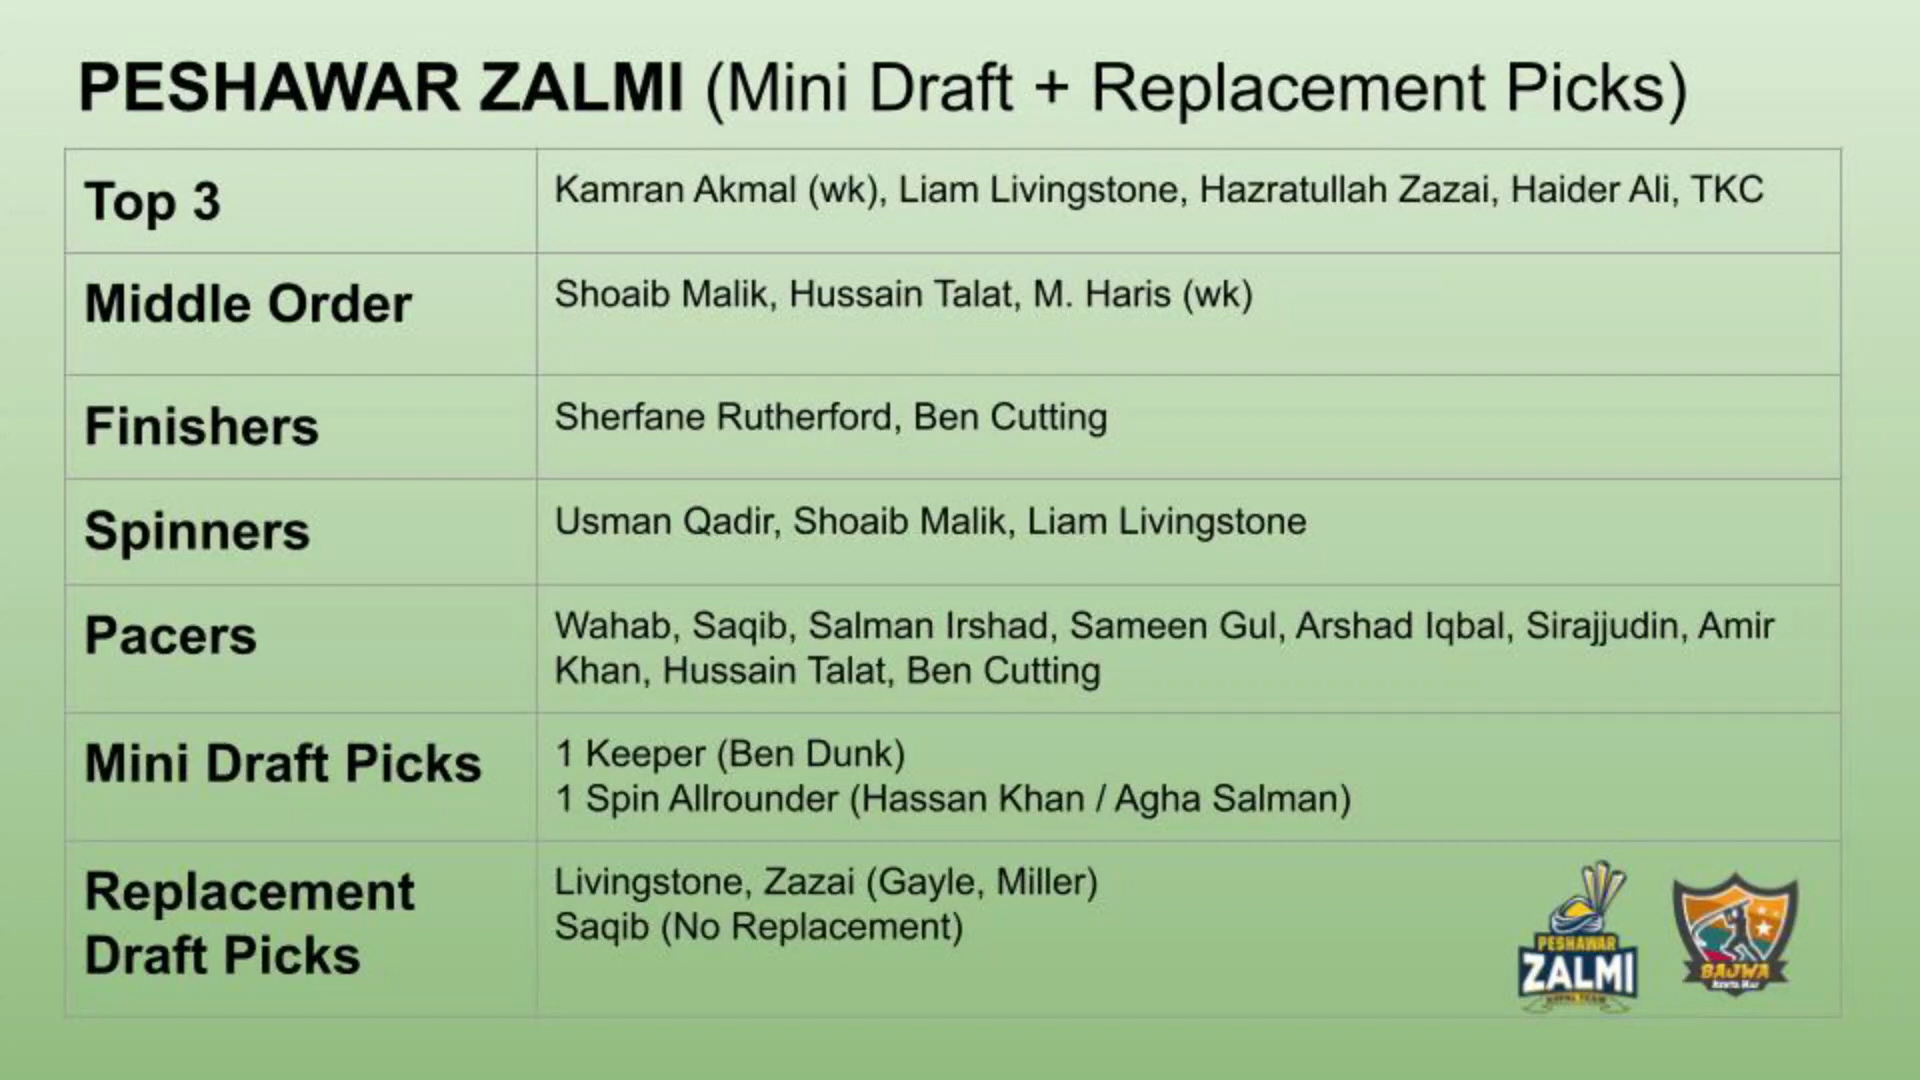 PESHAWAR ZALMI (Mini Draft + Replacement Picks)
Top 3
Kamran Akmal (wk), Liam Livingstone, Hazratullah Zazai, Haider Ali, TKC
Middle Order
Shoaib Malik, Hussain Talat, M. Haris (wk)
Finishers
Sherfane Rutherford, Ben Cutting
Spinners
Usman Qadir, Shoaib Malik, Liam Livingstone
Pacers
Wahab, Saqib, Salman Irshad, Sameen Gul, Arshad Iqbal, Sirajjudin, Amir
Khan, Hussain Talat, Ben Cutting
Mini Draft Picks
1 Keeper (Ben Dunk)
1 Spin Allrounder (Hassan Khan / Agha Salman)
Replacement
Draft Picks
Livingstone, Zazai (Gayle, Miller)
Saqib (No Replacement)
PESHAWAR
ZALMI
BAJWA